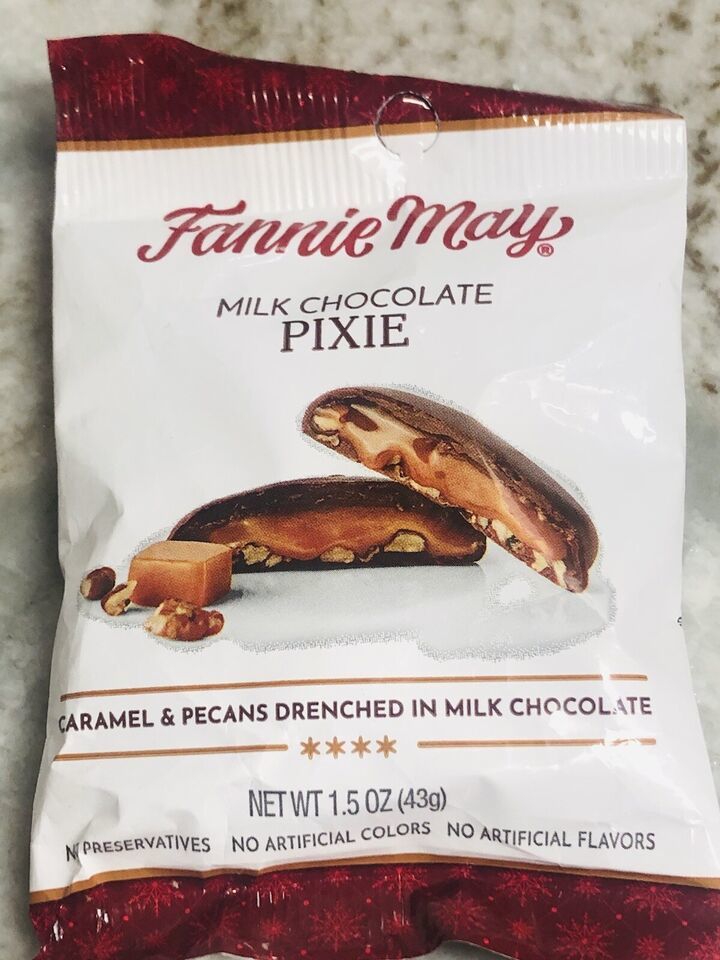 Fannie May®
MILK CHOCOLATE
PIXIE
CARAMEL & PECANS DRENCHED IN MILK CHOCOLATE
NET WT 1.5 OZ (43g)
NO PRESERVATIVES NO ARTIFICIAL COLORS NO ARTIFICIAL FLAVORS